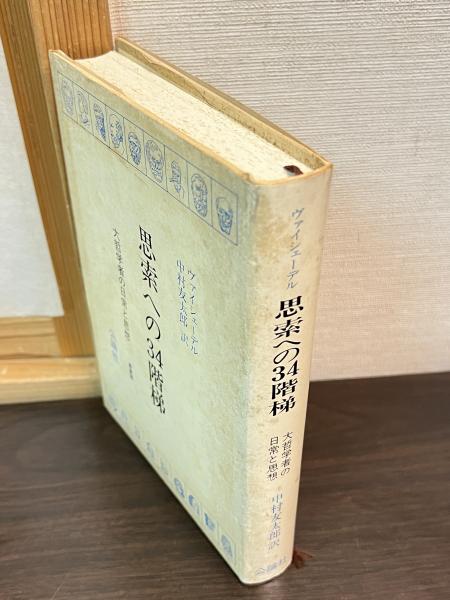 ヴァイシェーデル
中村友太郎 訳
思索への34階梯
大哲学者の日常と思想
ヴァイシェーデル
思索への34階梯
大哲学者の
日常と思想
中村友太郎訳
公論社